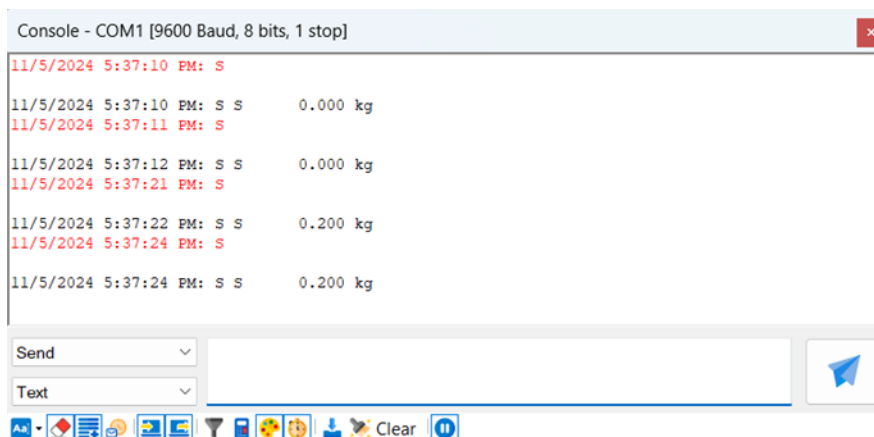 Console - COM1 [9600 Baud, 8 bits, 1 stop]
11/5/2024 5:37:10 PM: S
11/5/2024 5:37:10 PM: S S      0.000 kg
11/5/2024 5:37:11 PM: S
11/5/2024 5:37:12 PM: S S      0.000 kg
11/5/2024 5:37:21 PM: S
11/5/2024 5:37:22 PM: S S      0.200 kg
11/5/2024 5:37:24 PM: S
11/5/2024 5:37:24 PM: S S      0.200 kg
Send
Text
Aa Clear